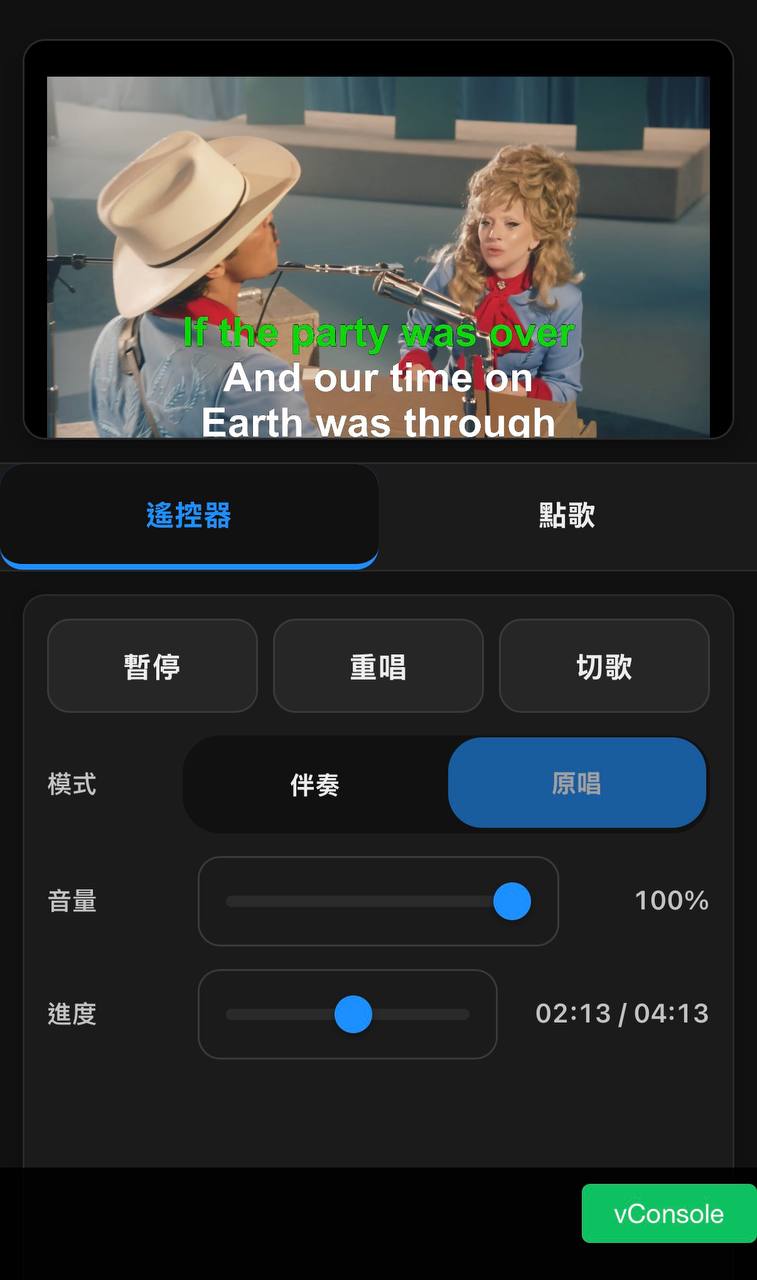 If the party was over
And our time on
Earth was through
遙控器
點歌
暫停
重唱
切歌
模式
伴奏
原唱
音量
100%
進度
02:13 / 04:13
vConsole